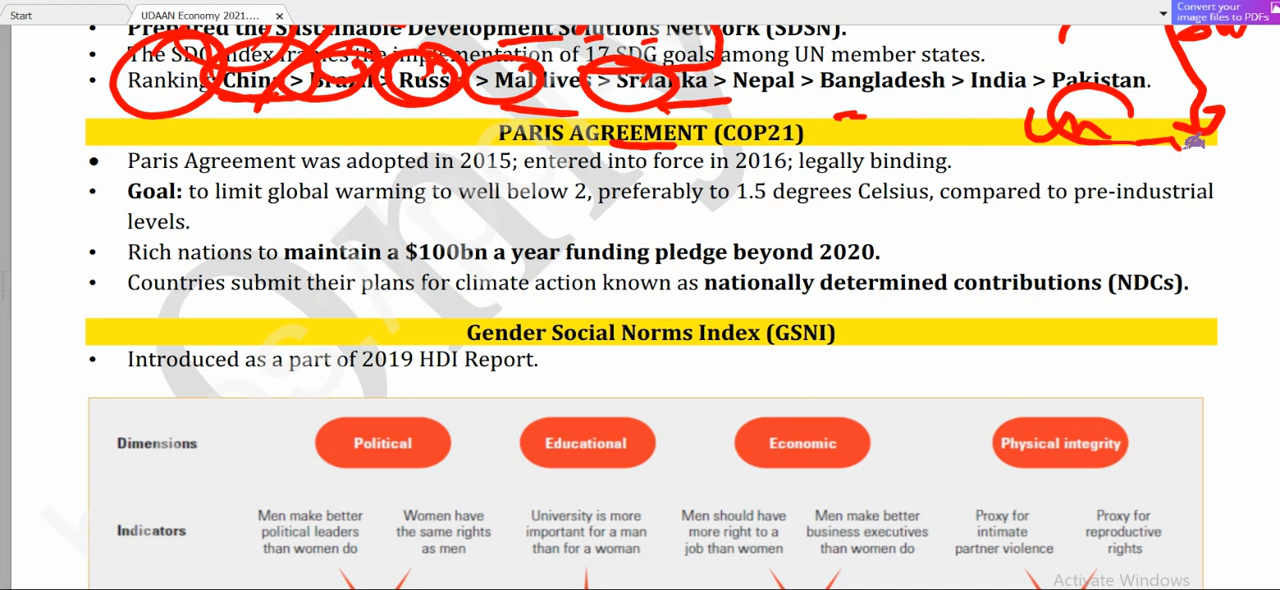 Start
UDAAN Economy 2021....
Convert your
image files to PDFs
Prepared the Sustainable Development Solutions Network (SDSN).
The SDG index tracks the implementation of 17 SDG goals among UN member states.
Ranking: China > Brazil > Russia > Maldives > Srilanka > Nepal > Bangladesh > India > Pakistan.
PARIS AGREEMENT (COP21)
• Paris Agreement was adopted in 2015; entered into force in 2016; legally binding.
• Goal: to limit global warming to well below 2, preferably to 1.5 degrees Celsius, compared to pre-industrial
levels.
• Rich nations to maintain a $100bn a year funding pledge beyond 2020.
• Countries submit their plans for climate action known as nationally determined contributions (NDCs).
Gender Social Norms Index (GSNI)
• Introduced as a part of 2019 HDI Report.
Dimensions Political Educational Economic Physical integrity
Indicators
Men make better
political leaders
than women do
Women have
the same rights
as men
University is more
important for a man
than for a woman
Men should have
more right to a
job than women
Men make better
business executives
than women do
Proxy for
intimate
partner violence
Proxy for
reproductive
rights
Activate Windows